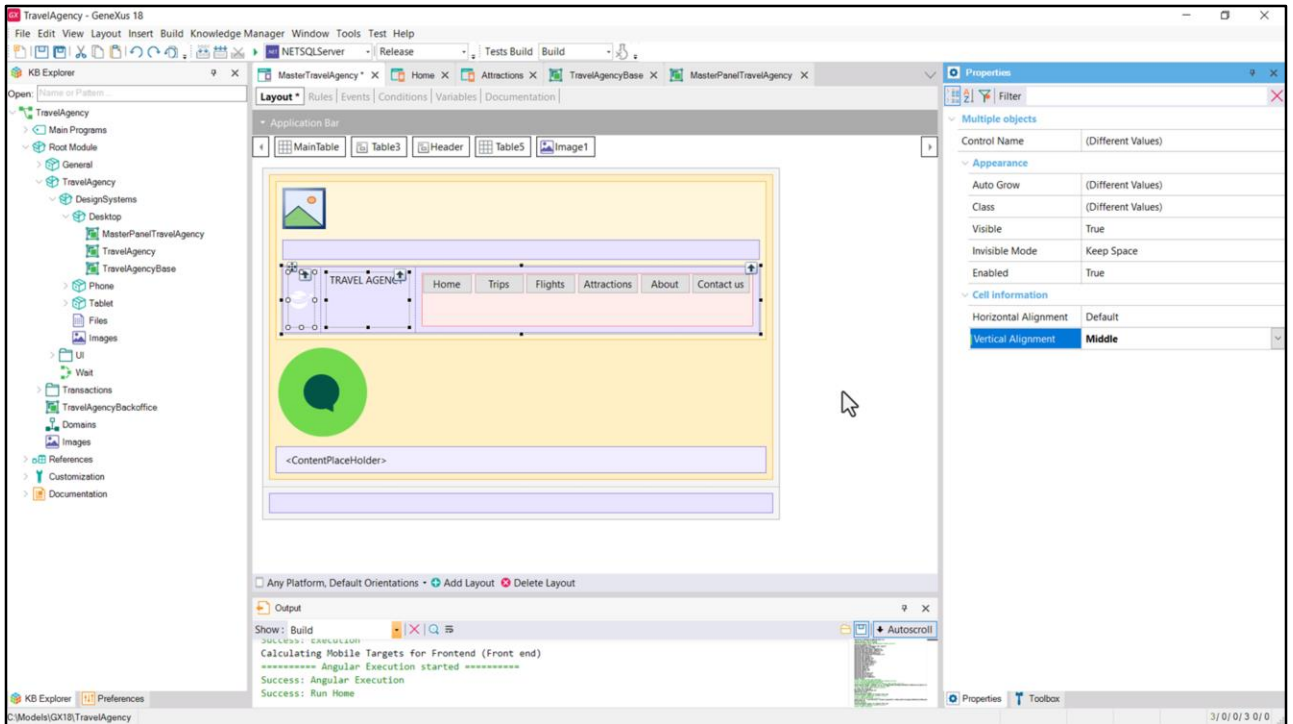 TravelAgency - GeneXus 18
File Edit View Layout Insert Build Knowledge Manager Window Tools Test Help
NETSQLServer Release Tests Build Build
KB Explorer
Open: Name or Pattern...
TravelAgency
Main Programs
Root Module
General
TravelAgency
DesignSystems
Desktop
MasterPanelTravelAgency
TravelAgency
TravelAgencyBase
Phone
Tablet
Files
Images
UI
Wait
Transactions
TravelAgencyBackoffice
Domains
Images
References
Customization
Documentation
KB Explorer Preferences
MasterTravelAgency * X Home X Attractions X TravelAgencyBase X MasterPanelTravelAgency X
Layout * Rules Events Conditions Variables Documentation
Application Bar
MainTable Table3 Header Table5 Image1
TRAVEL AGENCY Home Trips Flights Attractions About Contact us
<ContentPlaceHolder>
Any Platform, Default Orientations Add Layout Delete Layout
Output
Show: Build Autoscroll
Success: Execution
Calculating Mobile Targets for Frontend (Front end)
========== Angular Execution started ==========
Success: Angular Execution
Success: Run Home
Properties
Filter
Multiple objects
Control Name (Different Values)
Appearance
Auto Grow (Different Values)
Class (Different Values)
Visible True
Invisible Mode Keep Space
Enabled True
Cell information
Horizontal Alignment Default
Vertical Alignment Middle
Properties Toolbox
C:\Models\GX18\TravelAgency 3/0/0/3 0/0